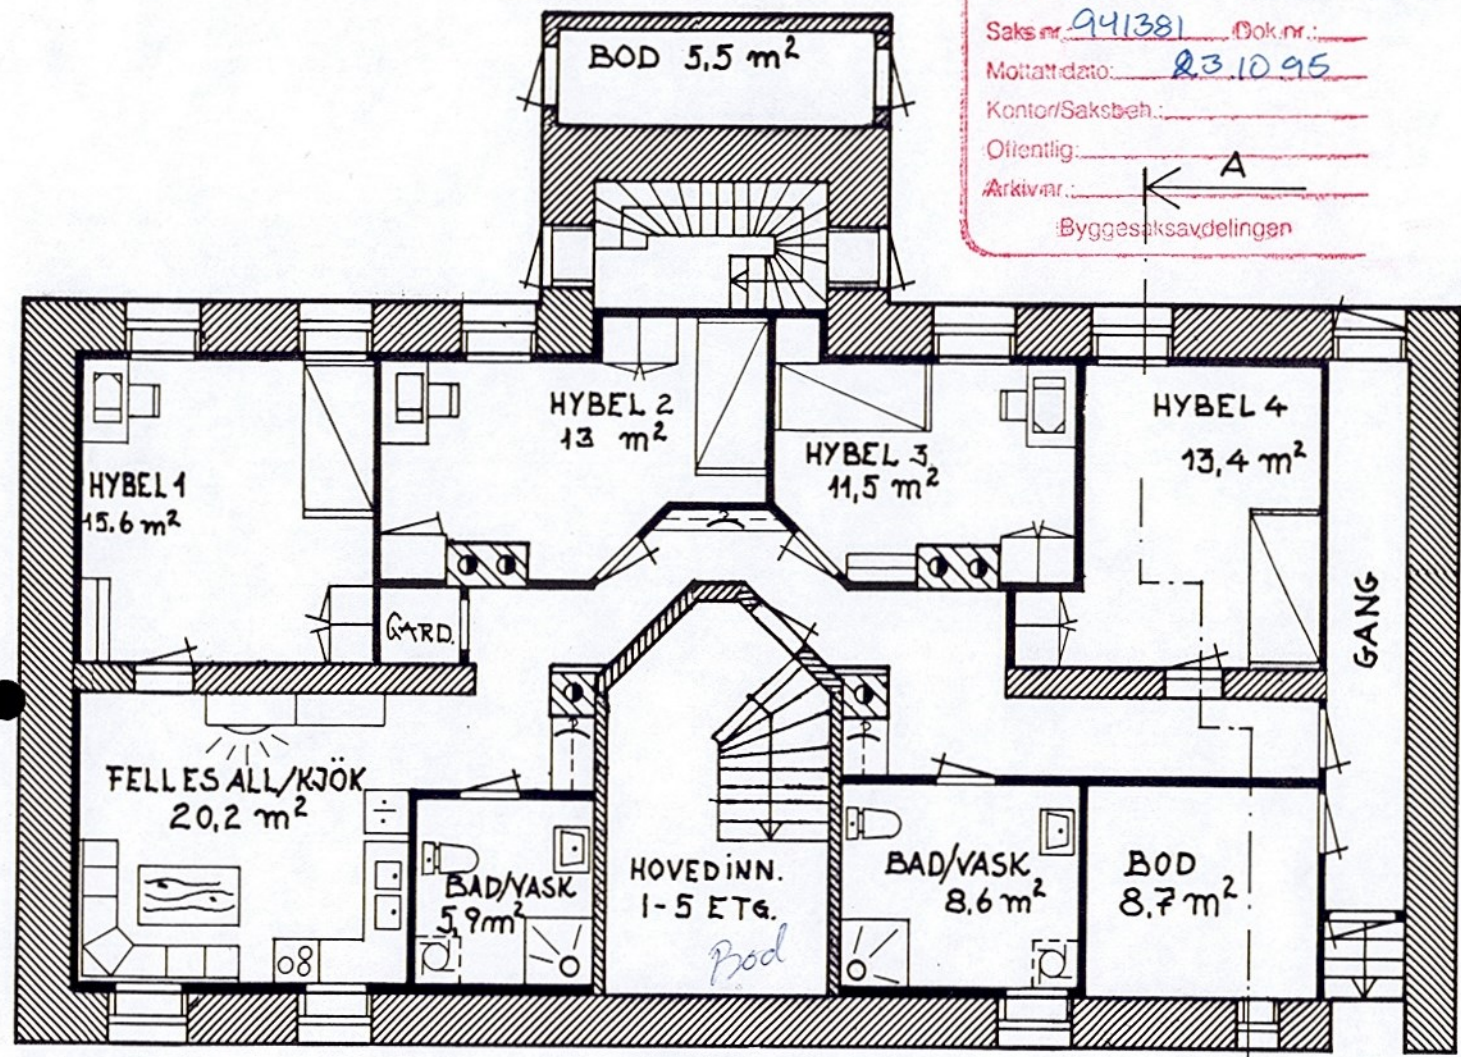 Saksnr. 941381 Dok.nr.:
Mottatt dato: 23 10 95
Kontor/Saksbeh.:
Offentlig:
Arkivnr.:
Byggesaksavdelingen
A
BOD 5,5 m²
HYBEL 1
15.6 m²
HYBEL 2
13 m²
HYBEL 3
11,5 m²
HYBEL 4
13,4 m²
GARD.
GANG
FELLES ALL/KJÖK
20,2 m²
BAD/VASK
5,9 m²
HOVEDINN.
1-5 ETG.
Bod
BAD/VASK
8,6 m²
BOD
8,7 m²